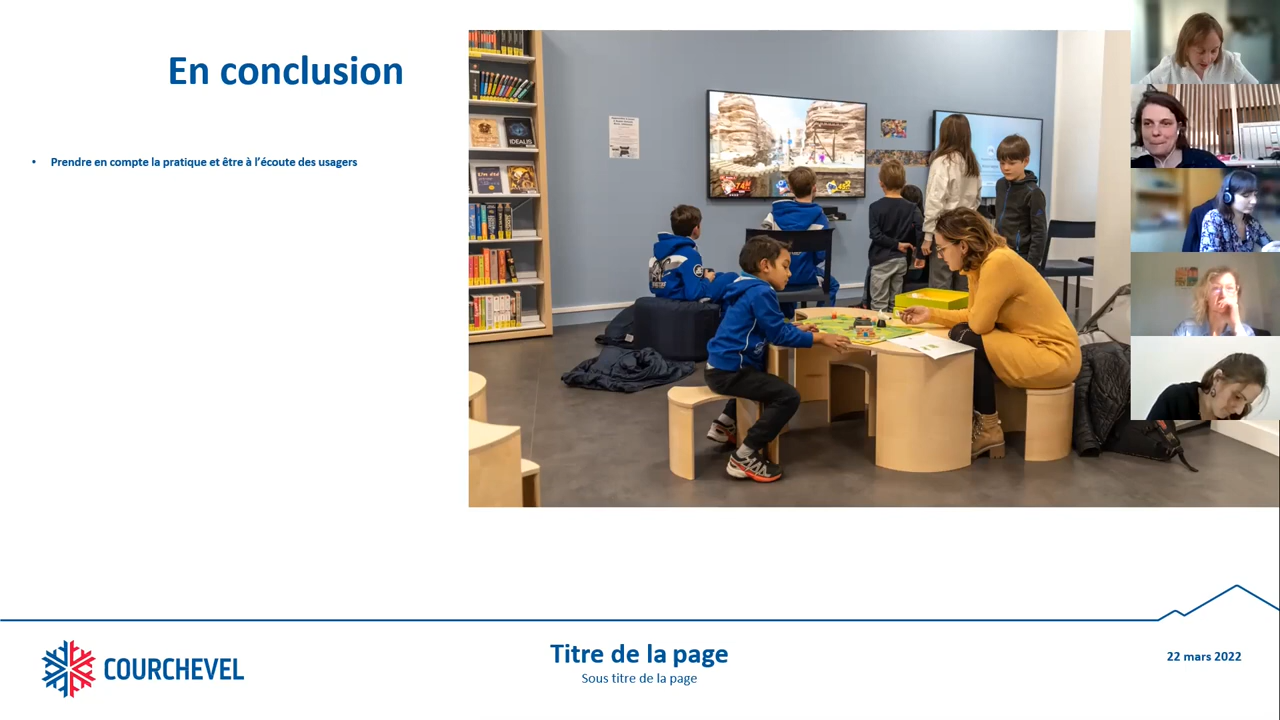 En conclusion
• Prendre en compte la pratique et être à l'écoute des usagers
IDEALIS
COURCHEVEL
Titre de la page
Sous titre de la page
22 mars 2022